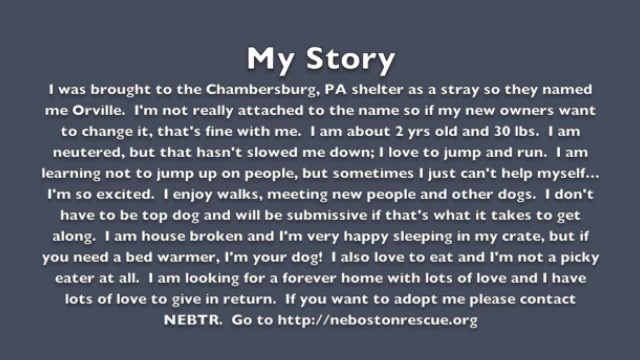 My Story
I was brought to the Chambersburg, PA shelter as a stray so they named
me Orville. I'm not really attached to the name so if my new owners want
to change it, that's fine with me. I am about 2 yrs old and 30 lbs. I am
neutered, but that hasn't slowed me down; I love to jump and run. I am
learning not to jump up on people, but sometimes I just can't help myself...
I'm so excited. I enjoy walks, meeting new people and other dogs. I don't
have to be top dog and will be submissive if that's what it takes to get
along. I am house broken and I'm very happy sleeping in my crate, but if
you need a bed warmer, I'm your dog! I also love to eat and I'm not a picky
eater at all. I am looking for a forever home with lots of love and I have
lots of love to give in return. If you want to adopt me please contact
NEBTR. Go to http://nebostonrescue.org